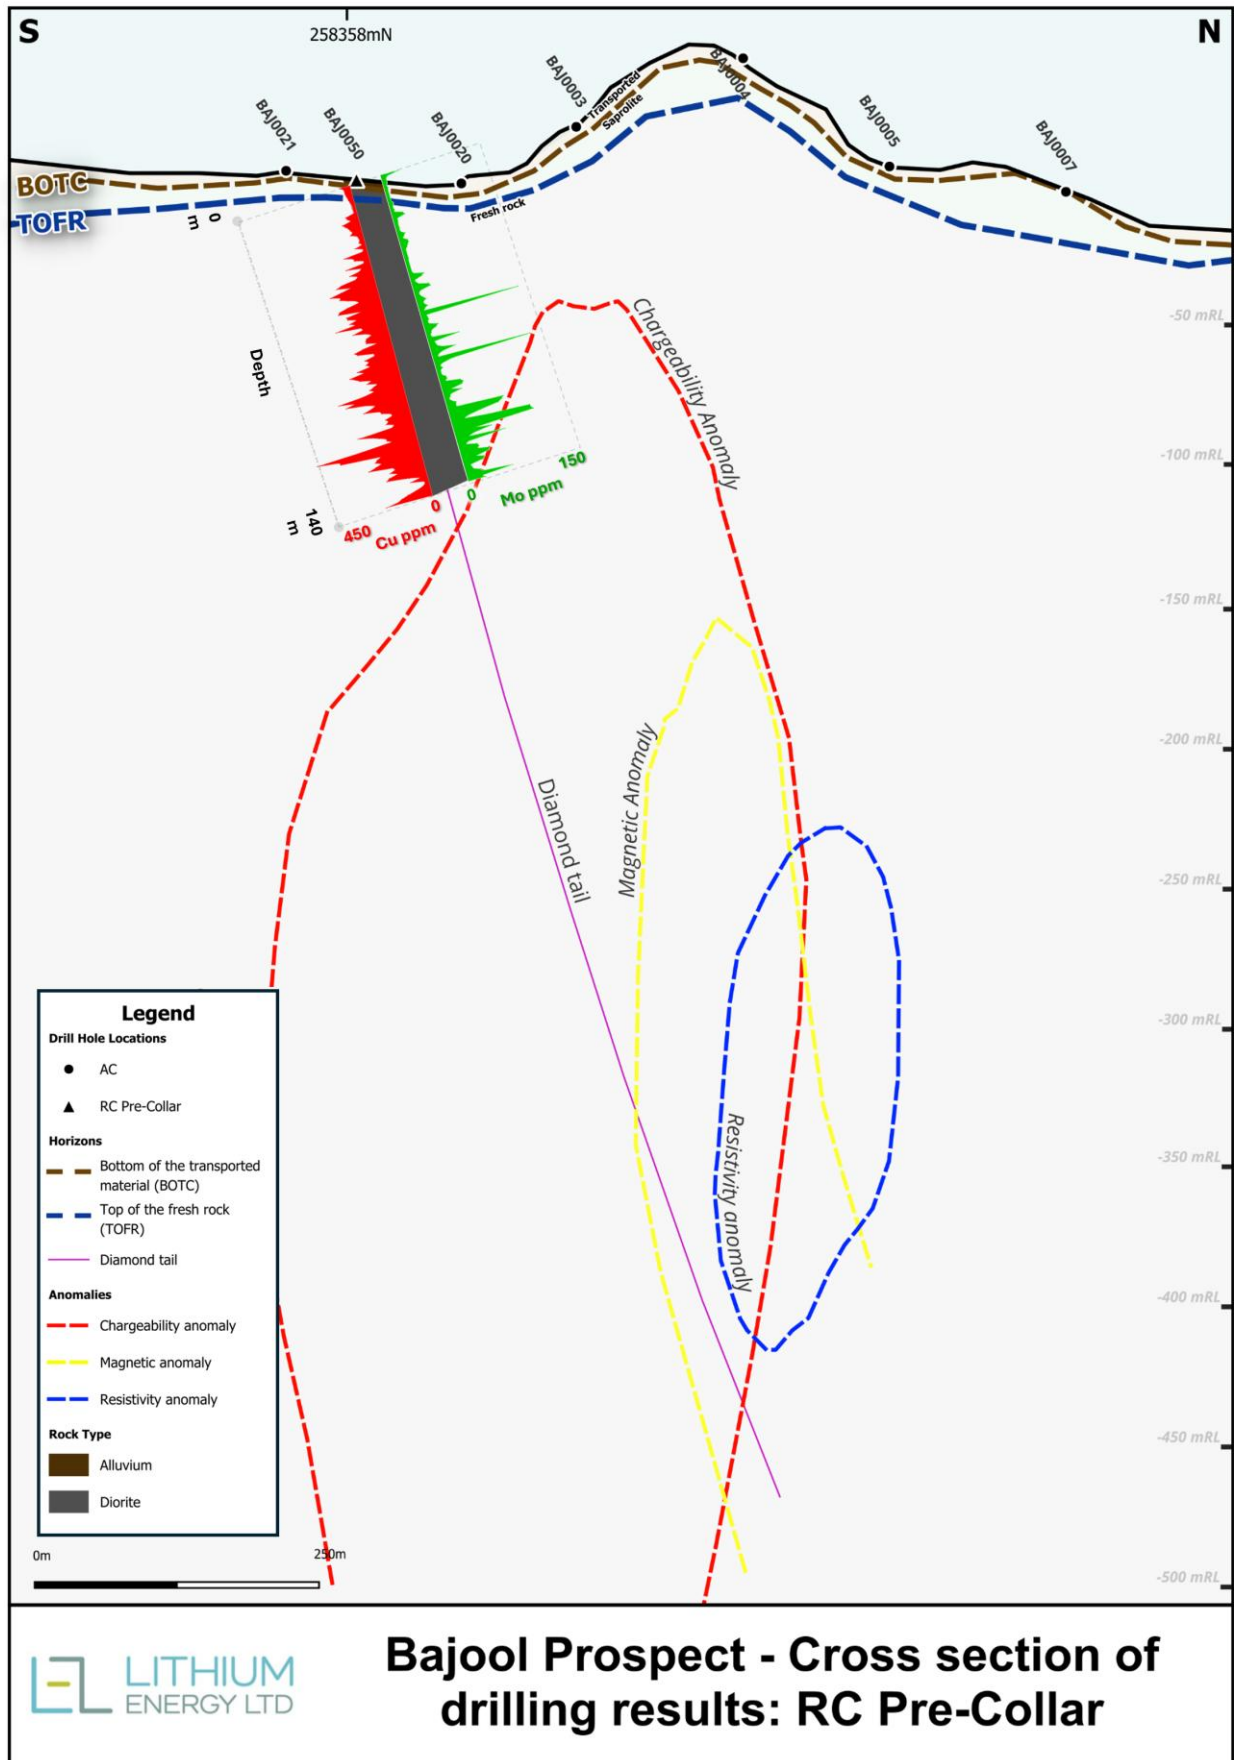 S
258358mN
N
BAJ0021
BAJ0050
BAJ0020
BAJ0003
Transported
Saprolite
BAJ0004
BAJ0005
BAJ0007
BOTC
TOFR
Fresh rock
0
m
Depth
140
m
450
Cu ppm
0
0
Mo ppm
150
Chargeability Anomaly
Magnetic Anomaly
Diamond tail
Resistivity anomaly
-50 mRL
-100 mRL
-150 mRL
-200 mRL
-250 mRL
-300 mRL
-350 mRL
-400 mRL
-450 mRL
-500 mRL
Legend
Drill Hole Locations
AC
RC Pre-Collar
Horizons
Bottom of the transported
material (BOTC)
Top of the fresh rock
(TOFR)
Diamond tail
Anomalies
Chargeability anomaly
Magnetic anomaly
Resistivity anomaly
Rock Type
Alluvium
Diorite
0m
250m
LITHIUM
ENERGY LTD
Bajool Prospect - Cross section of
drilling results: RC Pre-Collar